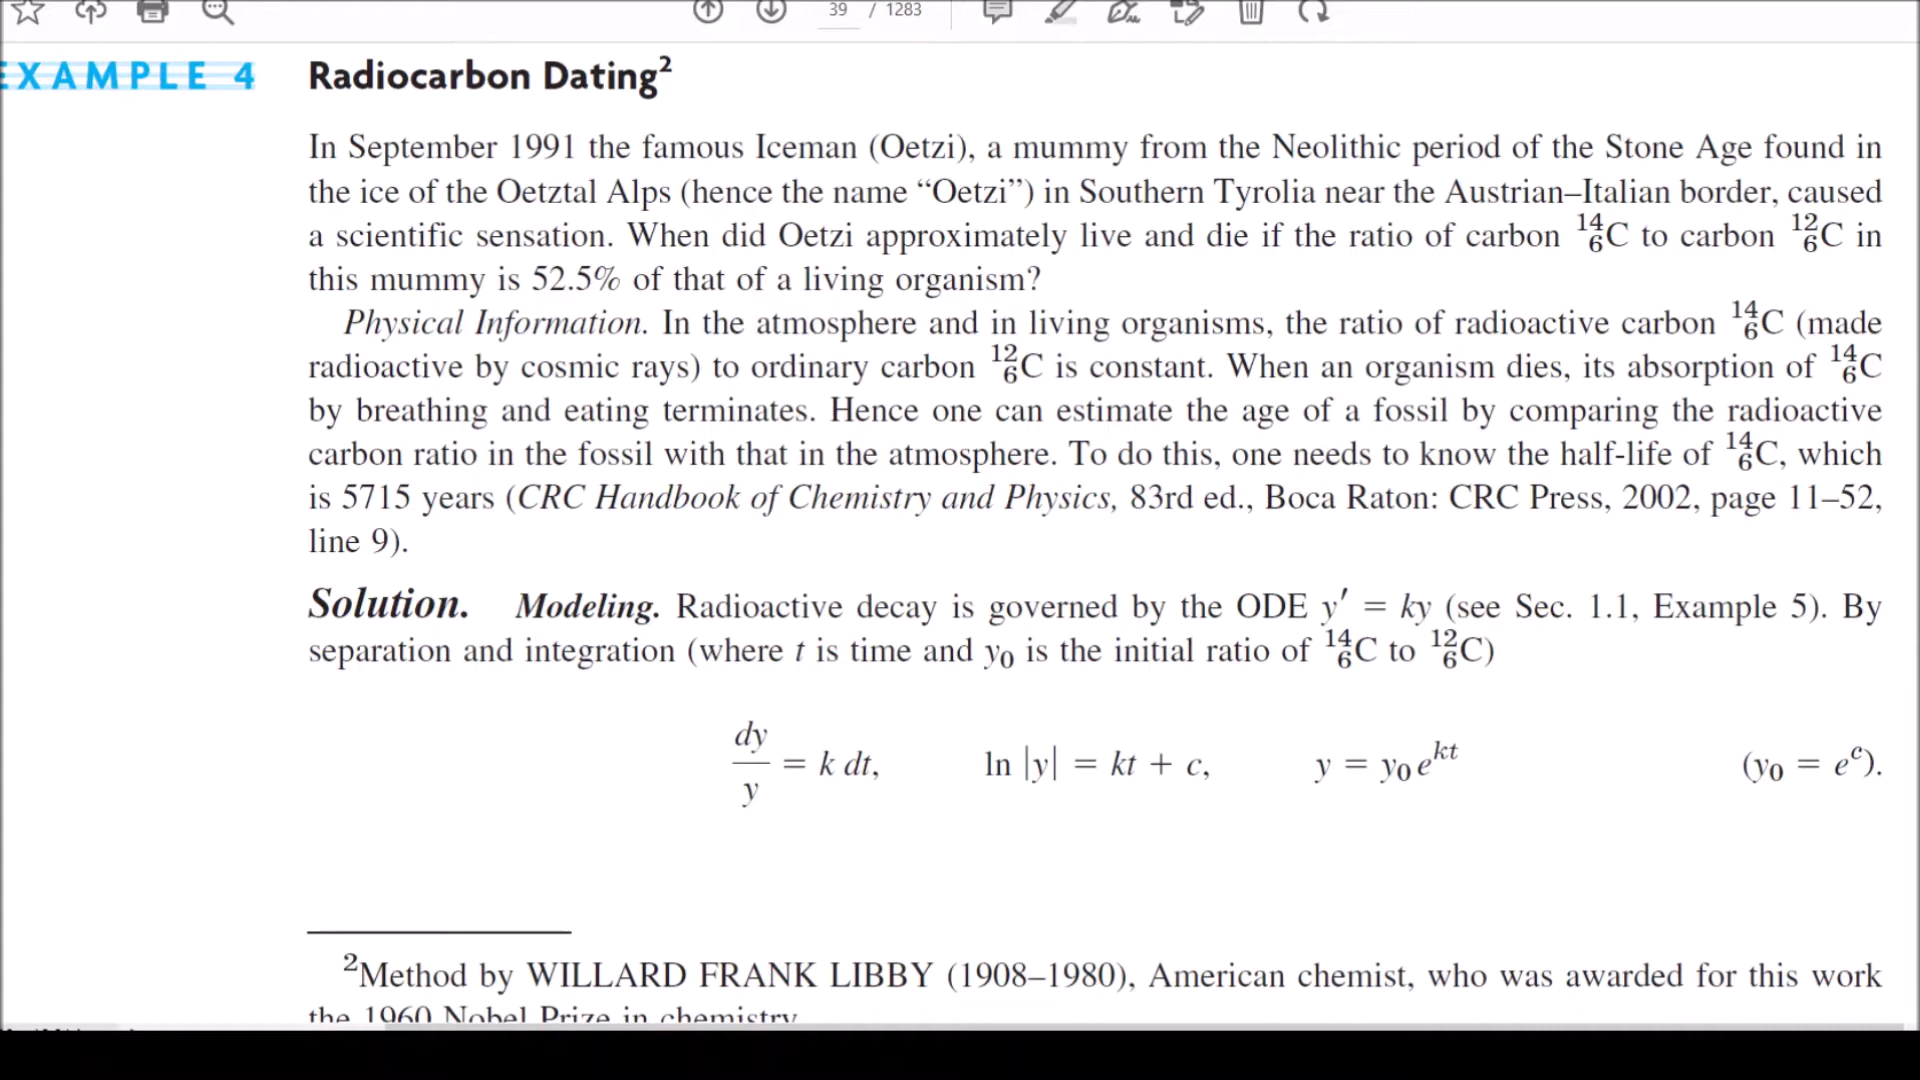 39 / 1283
EXAMPLE 4 Radiocarbon Dating²
In September 1991 the famous Iceman (Oetzi), a mummy from the Neolithic period of the Stone Age found in
the ice of the Oetztal Alps (hence the name “Oetzi”) in Southern Tyrolia near the Austrian–Italian border, caused
a scientific sensation. When did Oetzi approximately live and die if the ratio of carbon ¹⁴₆C to carbon ¹²₆C in
this mummy is 52.5% of that of a living organism?
Physical Information. In the atmosphere and in living organisms, the ratio of radioactive carbon ¹⁴₆C (made
radioactive by cosmic rays) to ordinary carbon ¹²₆C is constant. When an organism dies, its absorption of ¹⁴₆C
by breathing and eating terminates. Hence one can estimate the age of a fossil by comparing the radioactive
carbon ratio in the fossil with that in the atmosphere. To do this, one needs to know the half-life of ¹⁴₆C, which
is 5715 years (CRC Handbook of Chemistry and Physics, 83rd ed., Boca Raton: CRC Press, 2002, page 11–52,
line 9).
Solution. Modeling. Radioactive decay is governed by the ODE y′ = ky (see Sec. 1.1, Example 5). By
separation and integration (where t is time and y₀ is the initial ratio of ¹⁴₆C to ¹²₆C)
dy/y = k dt, ln |y| = kt + c, y = y₀eᵏᵗ (y₀ = eᶜ).
²Method by WILLARD FRANK LIBBY (1908–1980), American chemist, who was awarded for this work
the 1960 Nobel Prize in chemistry.